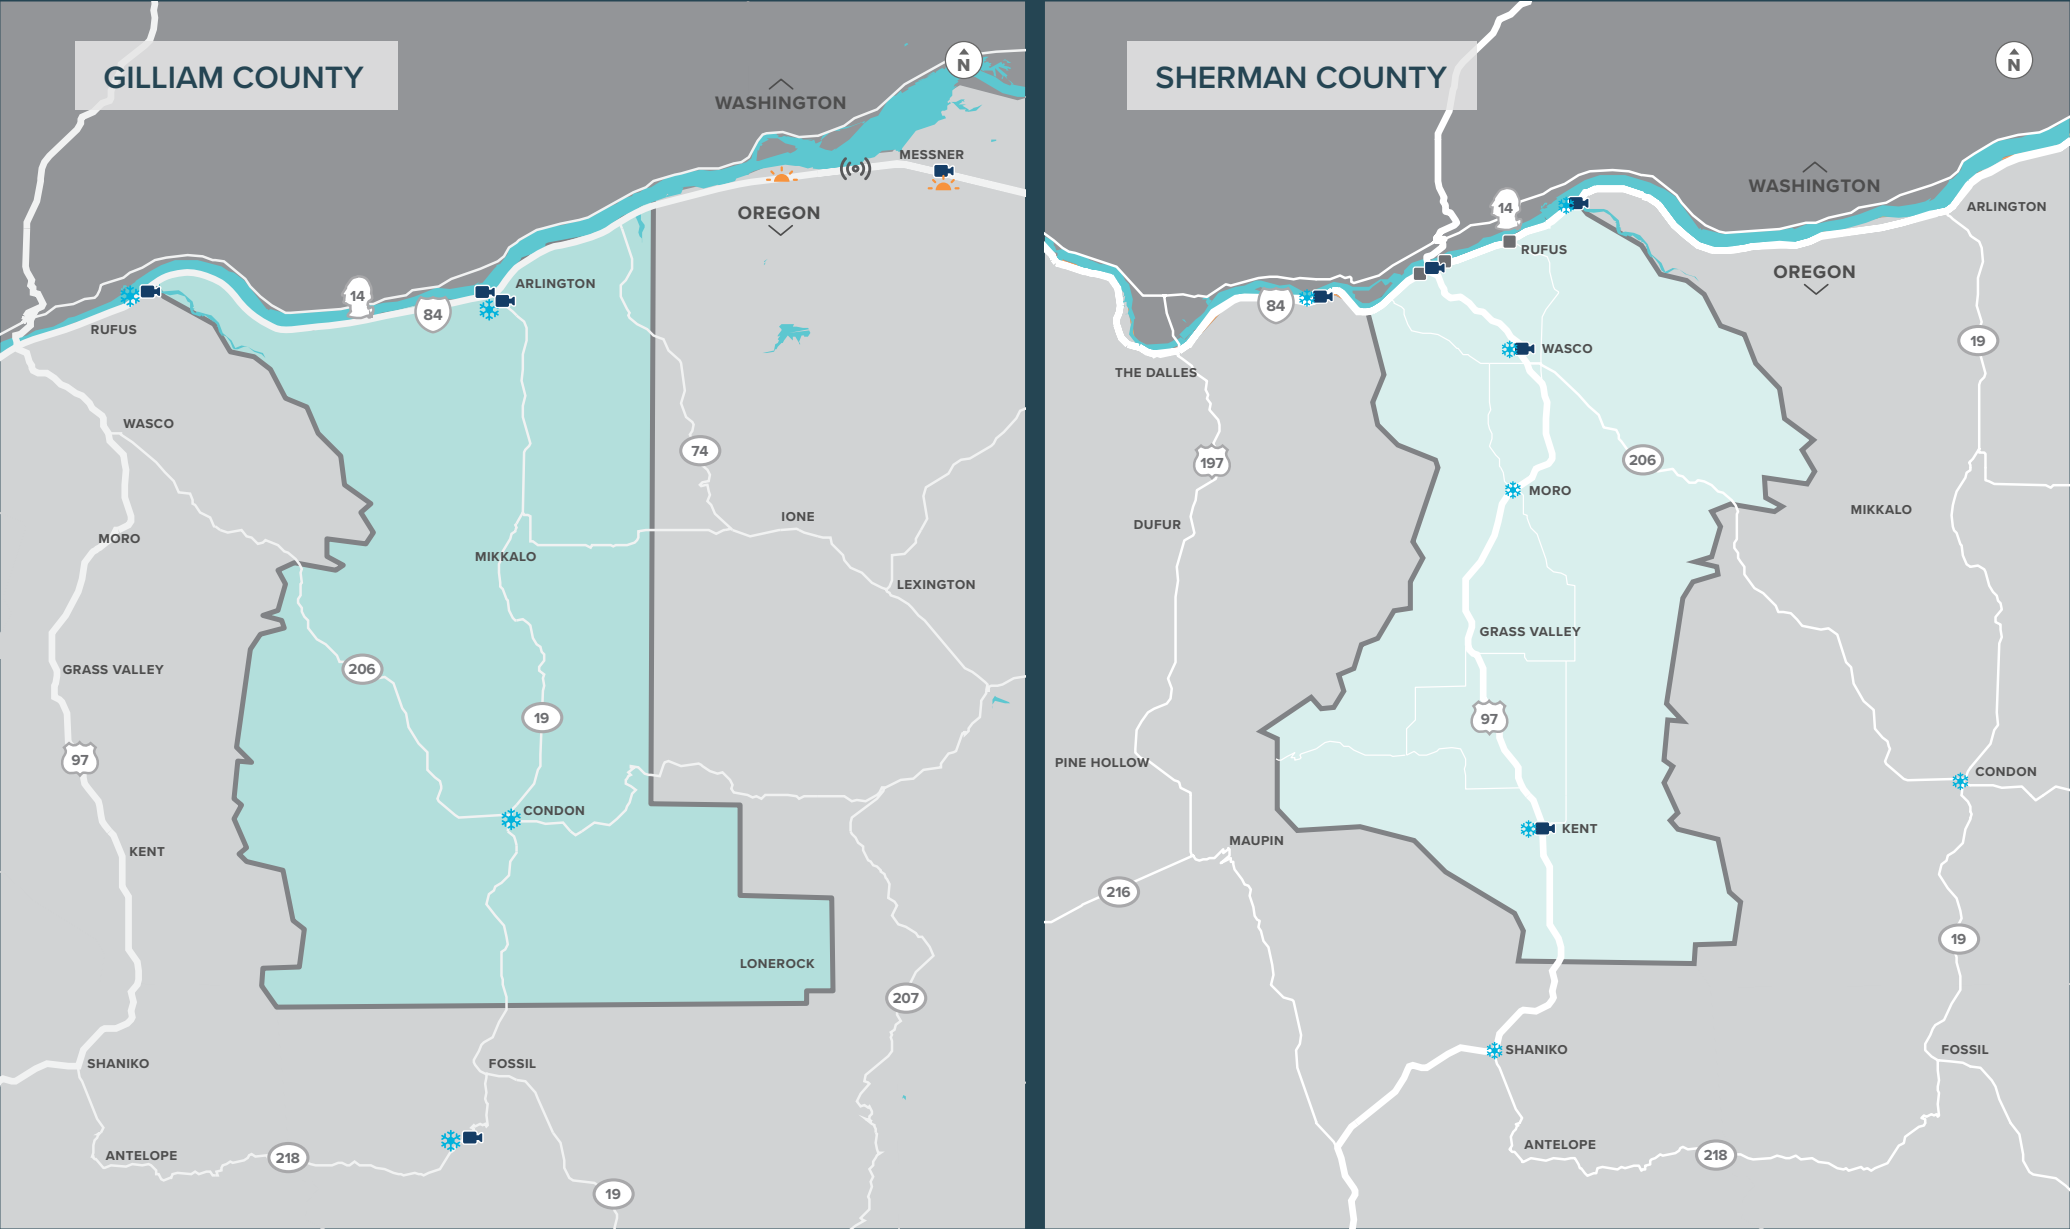 GILLIAM COUNTY
N
WASHINGTON
MESSNER
OREGON
ARLINGTON
14
84
RUFUS
WASCO
74
IONE
MORO
MIKKALO
LEXINGTON
GRASS VALLEY
206
19
97
CONDON
KENT
LONEROCK
207
SHANIKO
FOSSIL
ANTELOPE
218
19
SHERMAN COUNTY
N
WASHINGTON
ARLINGTON
14
RUFUS
OREGON
84
19
WASCO
THE DALLES
197
206
MORO
MIKKALO
DUFUR
GRASS VALLEY
97
PINE HOLLOW
CONDON
KENT
MAUPIN
216
19
SHANIKO
FOSSIL
ANTELOPE
218